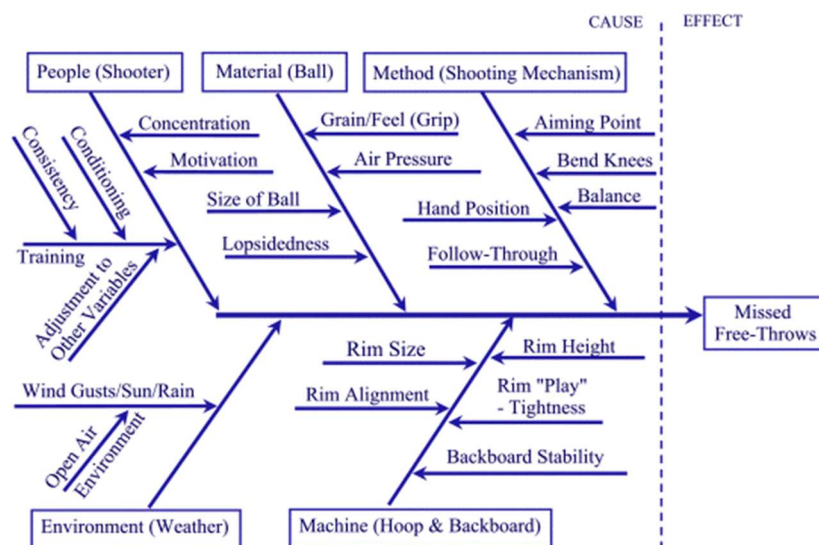 CAUSE
EFFECT
People (Shooter)
Material (Ball)
Method (Shooting Mechanism)
Concentration
Motivation
Consistency
Conditioning
Training
Adjustment to
Other Variables
Grain/Feel (Grip)
Air Pressure
Size of Ball
Lopsidedness
Aiming Point
Bend Knees
Balance
Hand Position
Follow-Through
Missed
Free-Throws
Wind Gusts/Sun/Rain
Open Air
Environment
Rim Size
Rim Height
Rim Alignment
Rim "Play"
- Tightness
Backboard Stability
Environment (Weather)
Machine (Hoop & Backboard)